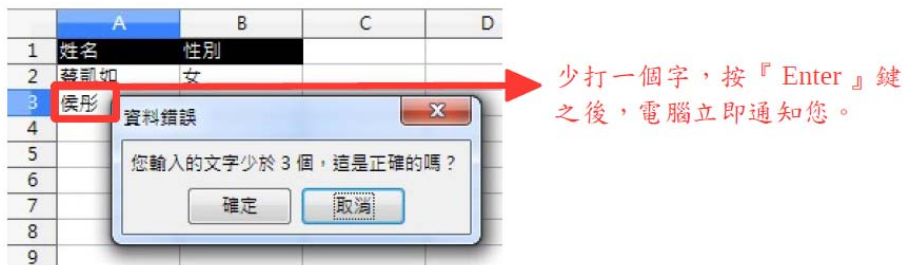 A B C D
1 姓名 性別
2 蔡凱如 女
3 侯彤
4
5
6
7
8
9
資料錯誤
您輸入的文字少於 3 個，這是正確的嗎？
確定 取消
少打一個字，按『 Enter 』鍵
之後，電腦立即通知您。